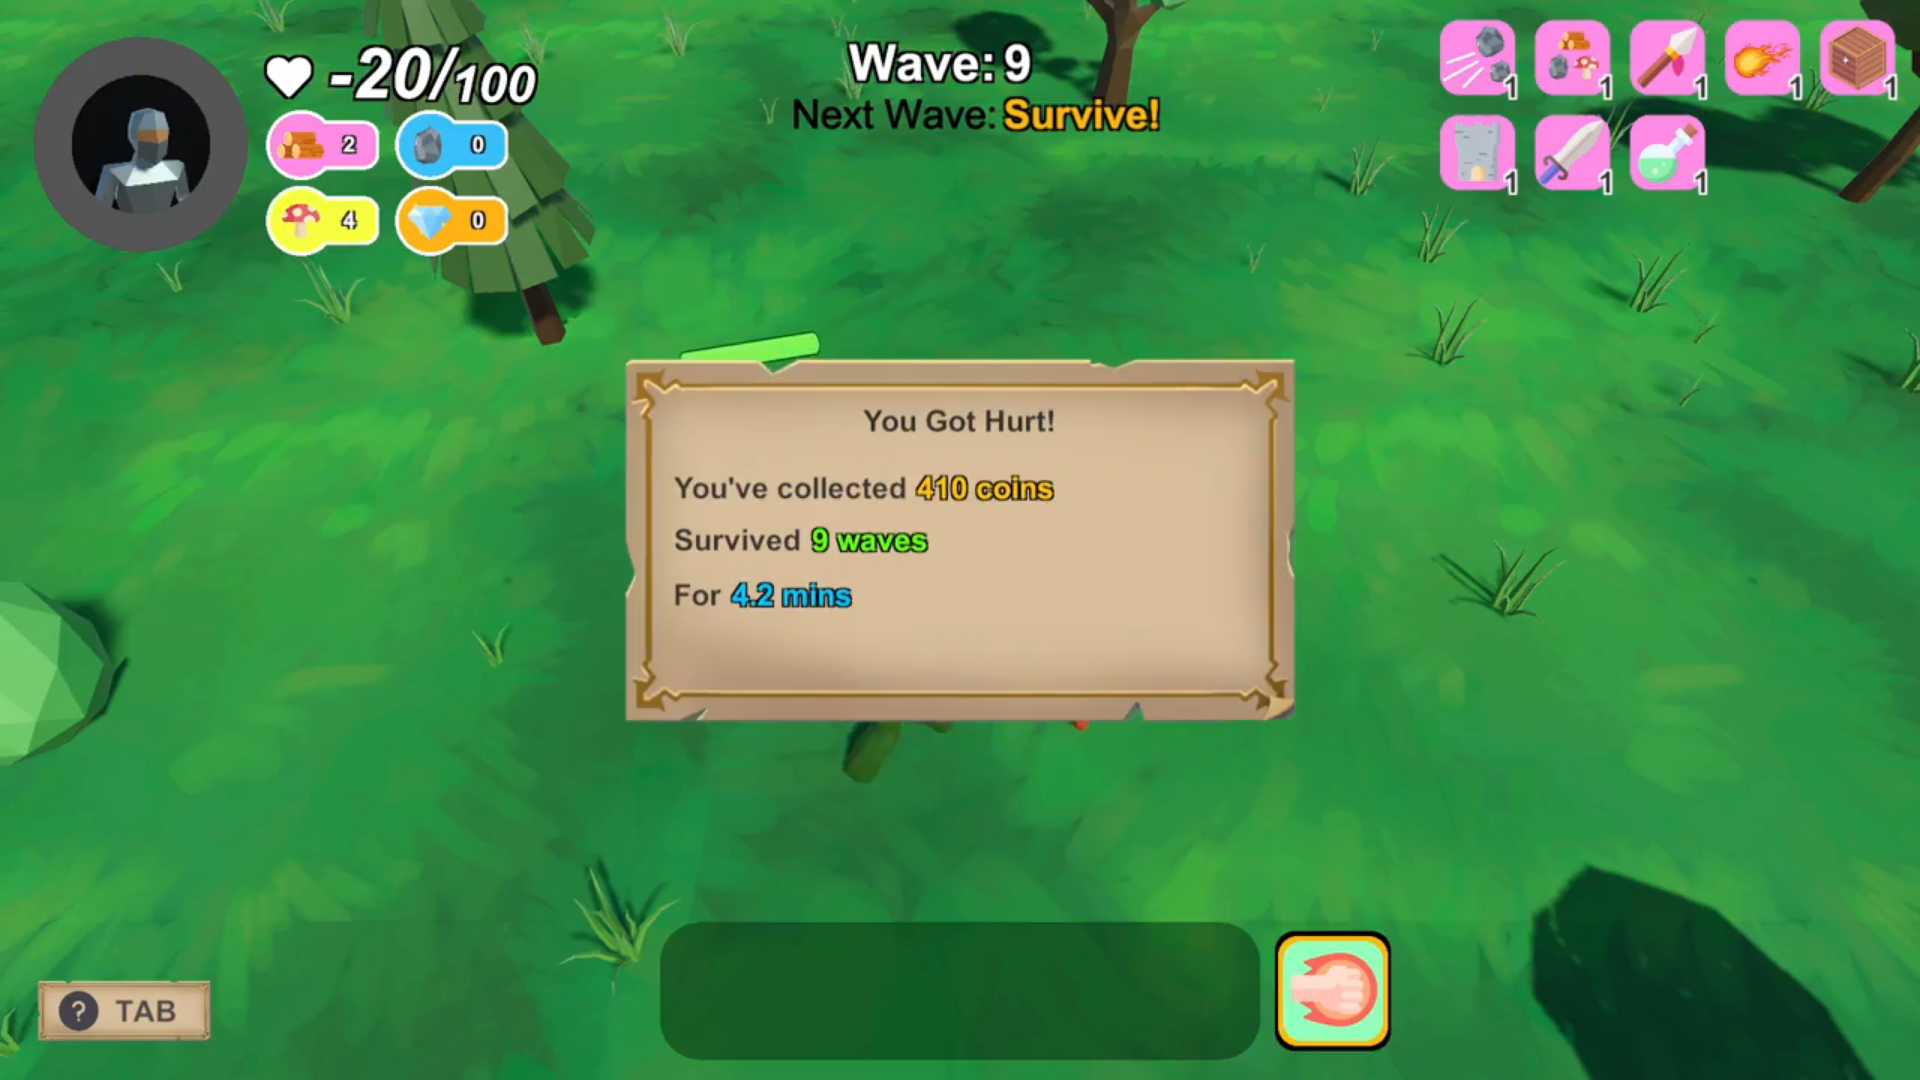 -20/100
2
0
4
0
Wave: 9
Next Wave: Survive!
1
1
1
1
1
1
1
1
You Got Hurt!
You've collected 410 coins
Survived 9 waves
For 4.2 mins
? TAB